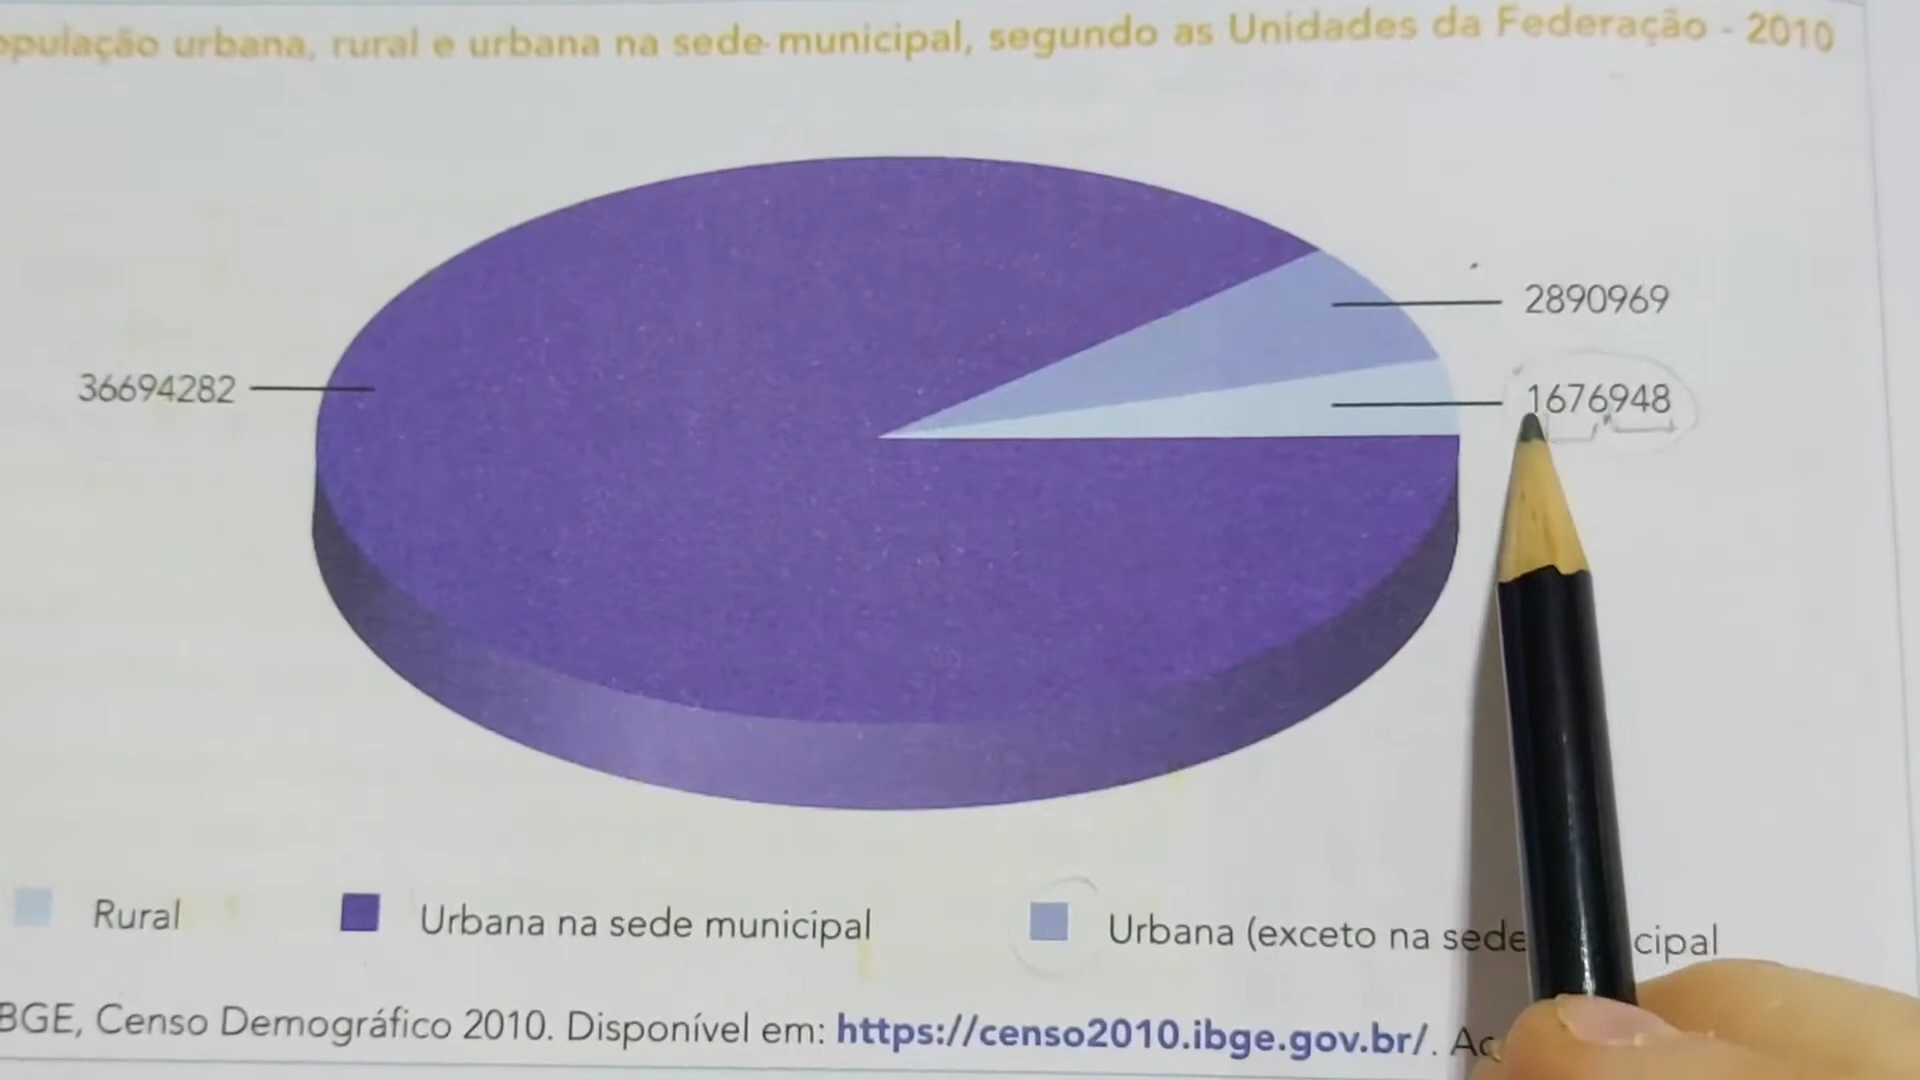 opulação urbana, rural e urbana na sede municipal, segundo as Unidades da Federação - 2010
2890969
36694282
1676948
Rural
Urbana na sede municipal
Urbana (exceto na sede cipal
BGE, Censo Demográfico 2010. Disponível em: https://censo2010.ibge.gov.br/. Ac